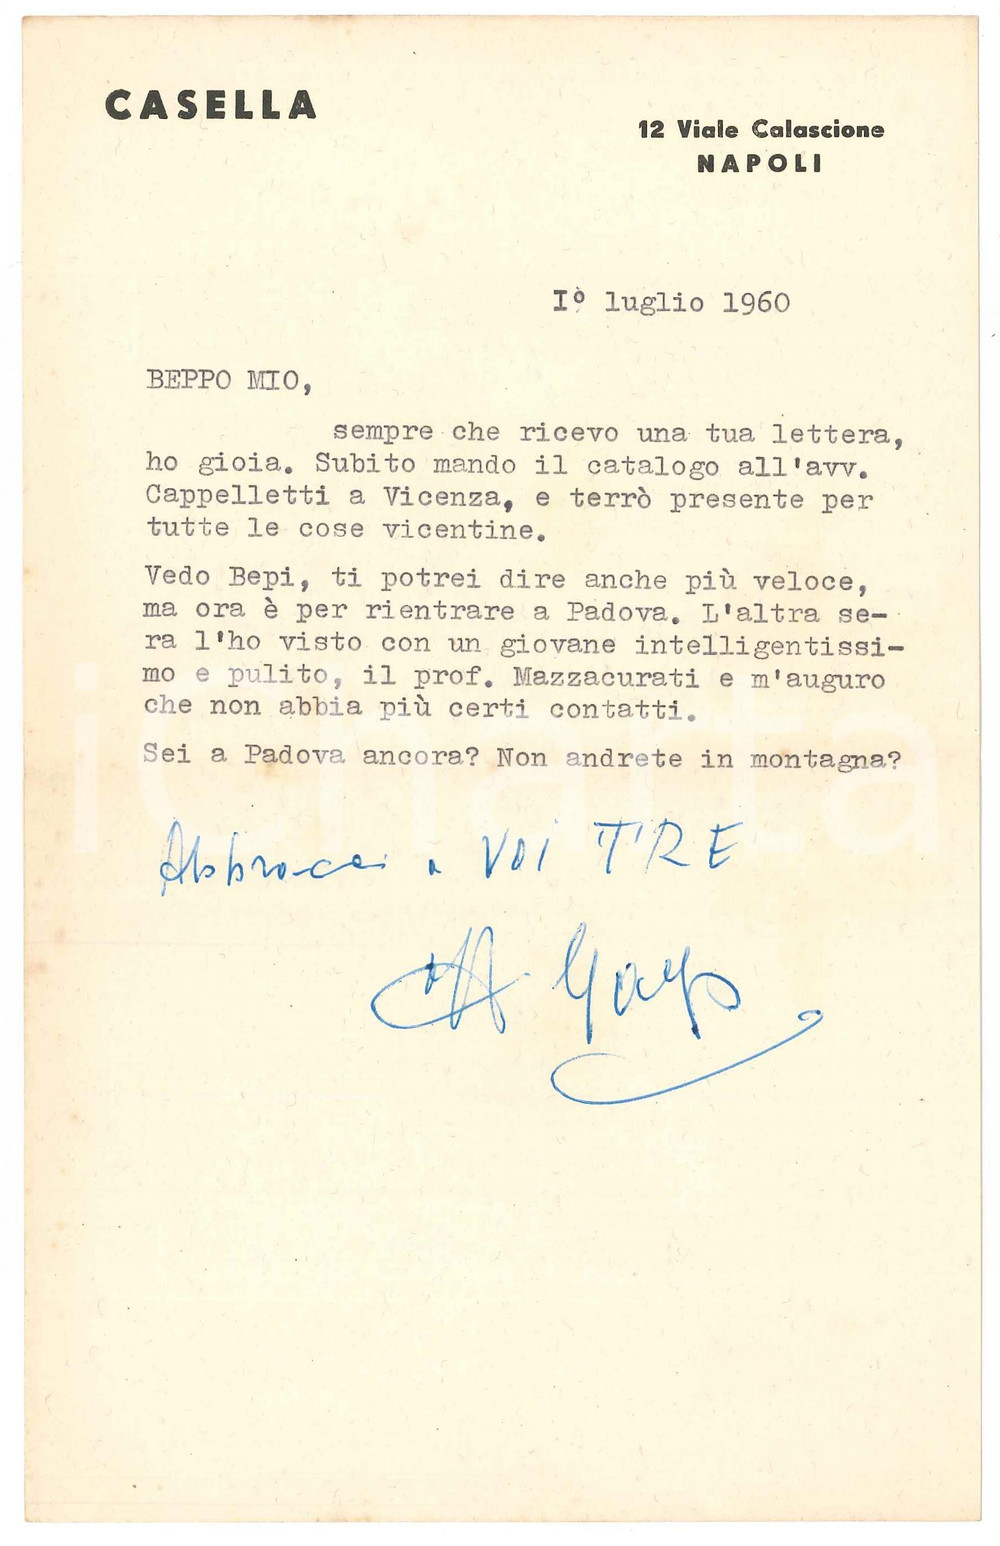 CASELLA
12 Viale Calascione
NAPOLI
Iº luglio 1960
BEPPO MIO,
sempre che ricevo una tua lettera,
ho gioia. Subito mando il catalogo all'avv.
Cappelletti a Vicenza, e terrò presente per
tutte le cose vicentine.
Vedo Bepi, ti potrei dire anche più veloce,
ma ora è per rientrare a Padova. L'altra se-
ra l'ho visto con un giovane intelligentissi-
mo e pulito, il prof. Mazzacurati e m'auguro
che non abbia più certi contatti.
Sei a Padova ancora? Non andrete in montagna?
Abbracci a VOI TRE